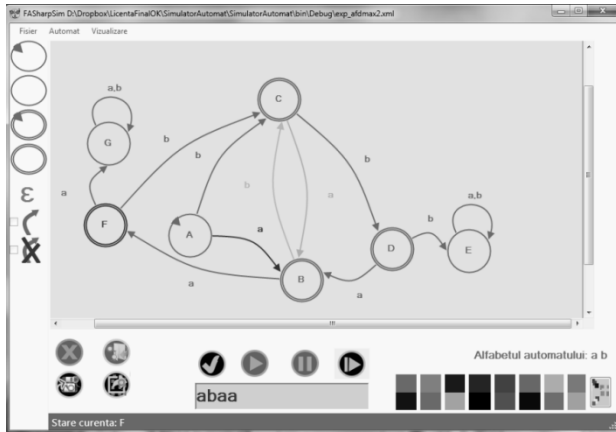 FASharpSim D:\Dropbox\LicentaFinalOK\SimulatorAutomat\SimulatorAutomat\bin\Debug\exp_afdmax2.xml
Fisier Automat Vizualizare
a,b
C
G
b
b
b
a,b
b
a
b
a
ε
a
F
A
D
E
B
a
a
Alfabetul automatului: a b
abaa
Stare curenta: F